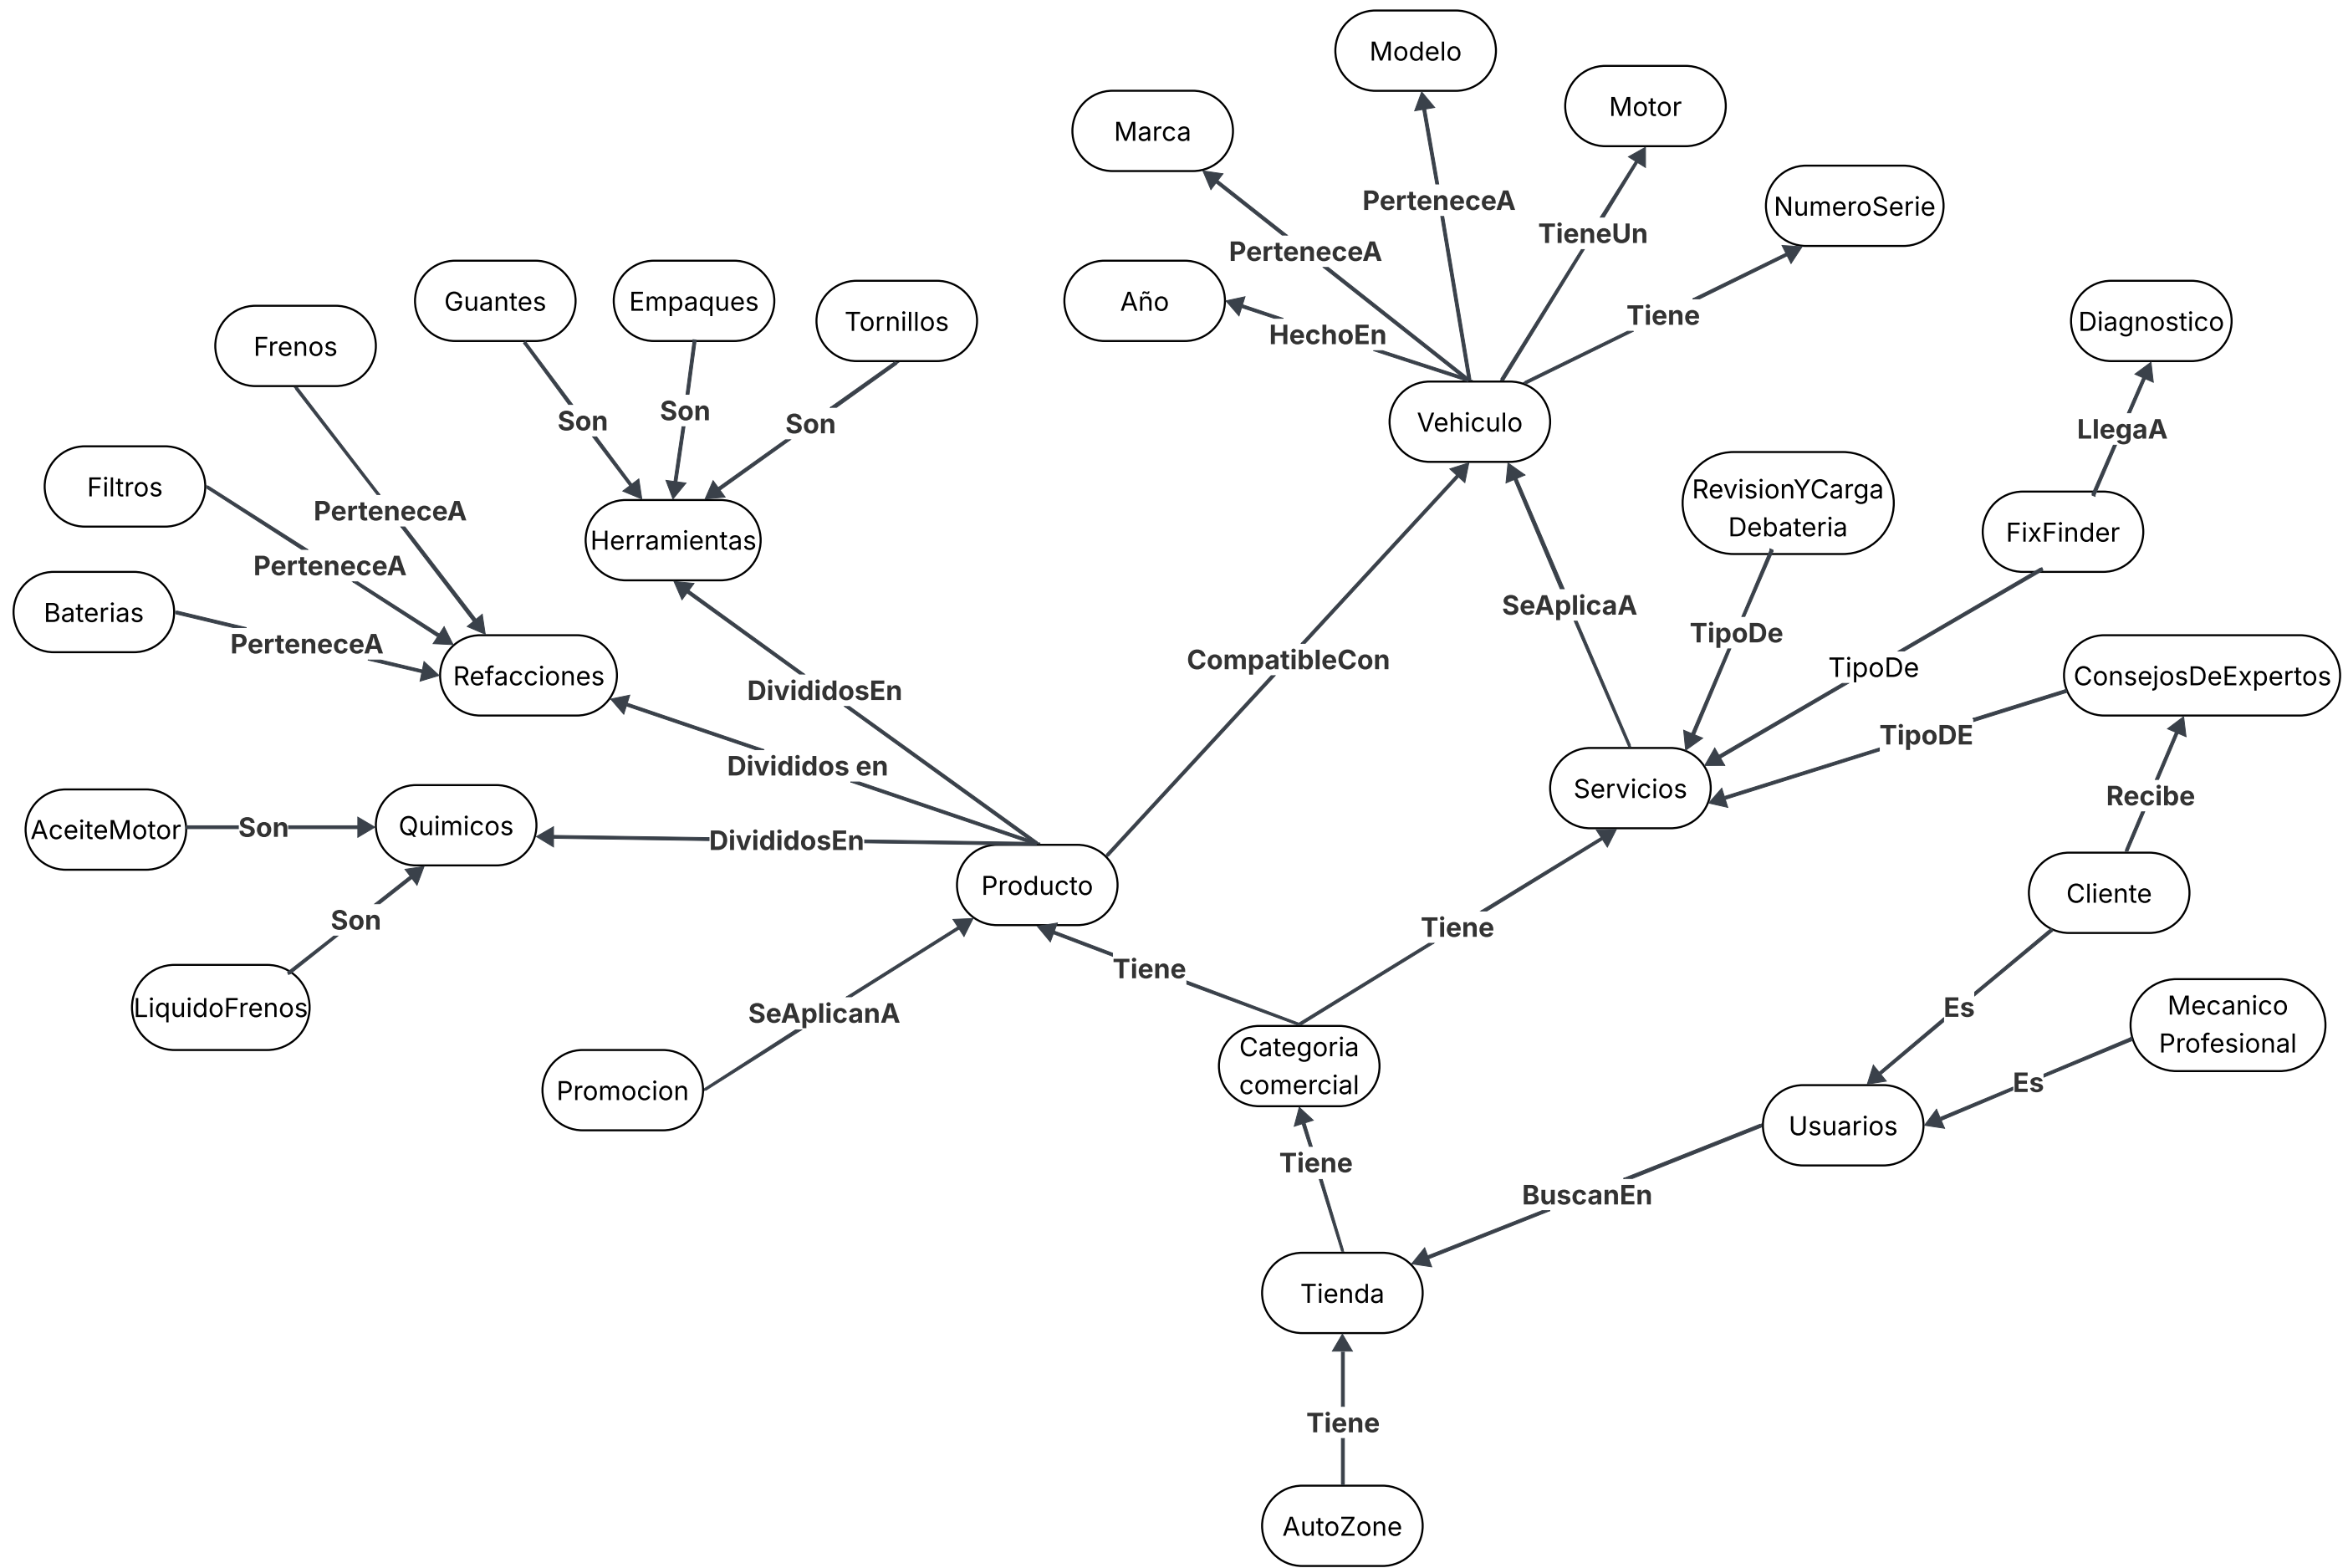 Modelo
Motor
Marca
NumeroSerie
PerteneceA
TieneUn
PerteneceA
Guantes
Empaques
Tornillos
Año
HechoEn
Tiene
Diagnostico
Frenos
Son
Son
Son
Vehiculo
LlegaA
Filtros
PerteneceA
RevisionYCarga
Debateria
FixFinder
Herramientas
PerteneceA
Baterias
PerteneceA
SeAplicaA
TipoDe
Refacciones
DivididosEn
CompatibleCon
TipoDe
ConsejosDeExpertos
Divididos en
TipoDE
AceiteMotor
Son
Quimicos
DivididosEn
Servicios
Recibe
Producto
Cliente
Son
Tiene
Tiene
LiquidoFrenos
SeAplicanA
Es
Mecanico
Profesional
Promocion
Categoria
comercial
Es
Usuarios
Tiene
BuscanEn
Tienda
Tiene
AutoZone